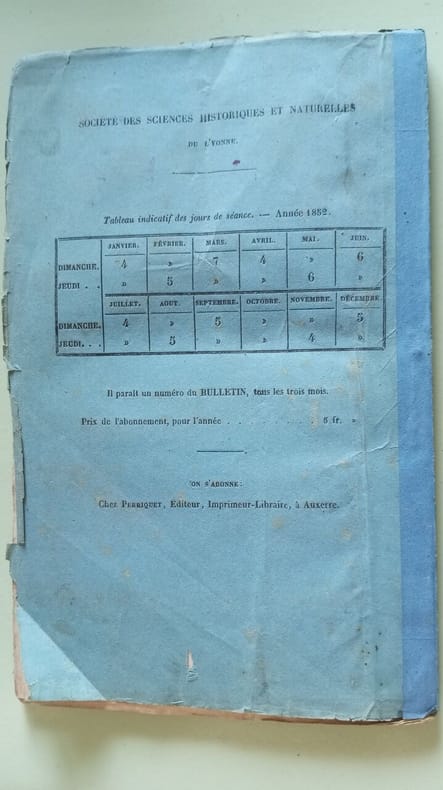 SOCIÉTÉ DES SCIENCES HISTORIQUES ET NATURELLES
DE L'YONNE.
Tableau indicatif des jours de séance. — Année 1852.
JANVIER. FÉVRIER. MARS. AVRIL. MAI. JUIN.
DIMANCHE. 4 » 7 4 » 6
JEUDI . . » 5 » » 6 »
JUILLET. AOUT. SEPTEMBRE. OCTOBRE. NOVEMBRE. DÉCEMBRE
DIMANCHE. 4 » 5 » » 5
JEUDI. . . » 5 » » 4 »
Il paraît un numéro du BULLETIN, tous les trois mois.
Prix de l'abonnement, pour l'année . . . . . . . . . . 6 fr. »
ON S'ABONNE:
Chez PERRIQUET, Editeur, Imprimeur-Libraire, à Auxerre.